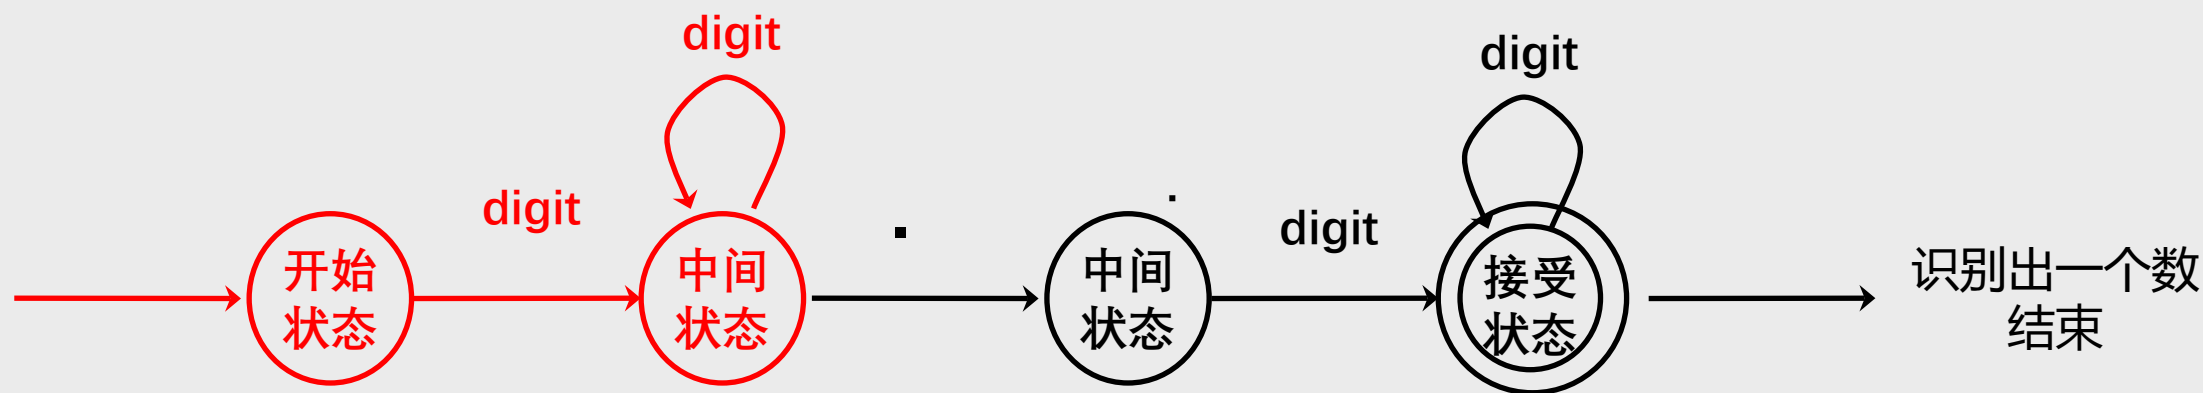 digit
digit
digit
.
.
digit
开始
状态
中间
状态
中间
状态
接受
状态
识别出一个数
结束